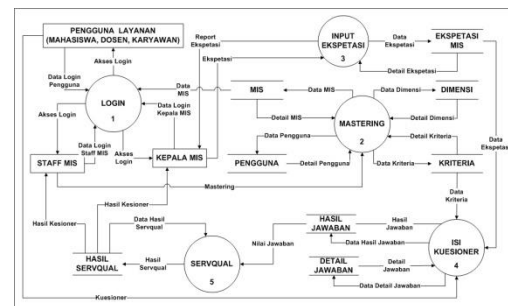 PENGGUNA LAYANAN
(MAHASISWA, DOSEN, KARYAWAN)
Report
Ekspetasi
Ekspetasi
INPUT
EKSPETASI
3
Data
Ekspetasi
EKSPETASI
MIS
Detail Ekspetasi
Data Login
Pengguna
Akses Login
LOGIN
1
Data
MIS
Data Login
Kepala MIS
Akses Login
Data Login
Staff MIS
Akses Login
STAFF MIS
KEPALA MIS
MIS
Data MIS
Detail MIS
Data Dimensi
DIMENSI
Detail Dimensi
MASTERING
2
Data Pengguna
PENGGUNA
Detail Pengguna
Detail Kriteria
Data Kriteria
KRITERIA
Data
Ekspetasi
Mastering
Data
Kriteria
Hasil Kesioner
Hasil Kesioner
Data Hasil
Servqual
HASIL
SERVQUAL
Hasil
Servqual
SERVQUAL
5
Nilai Jawaban
HASIL
JAWABAN
Hasil
Jawaban
Data Hasil Jawaban
DETAIL
JAWABAN
Detail
Jawaban
Data Detail Jawaban
ISI
KUESIONER
4
Kuesioner